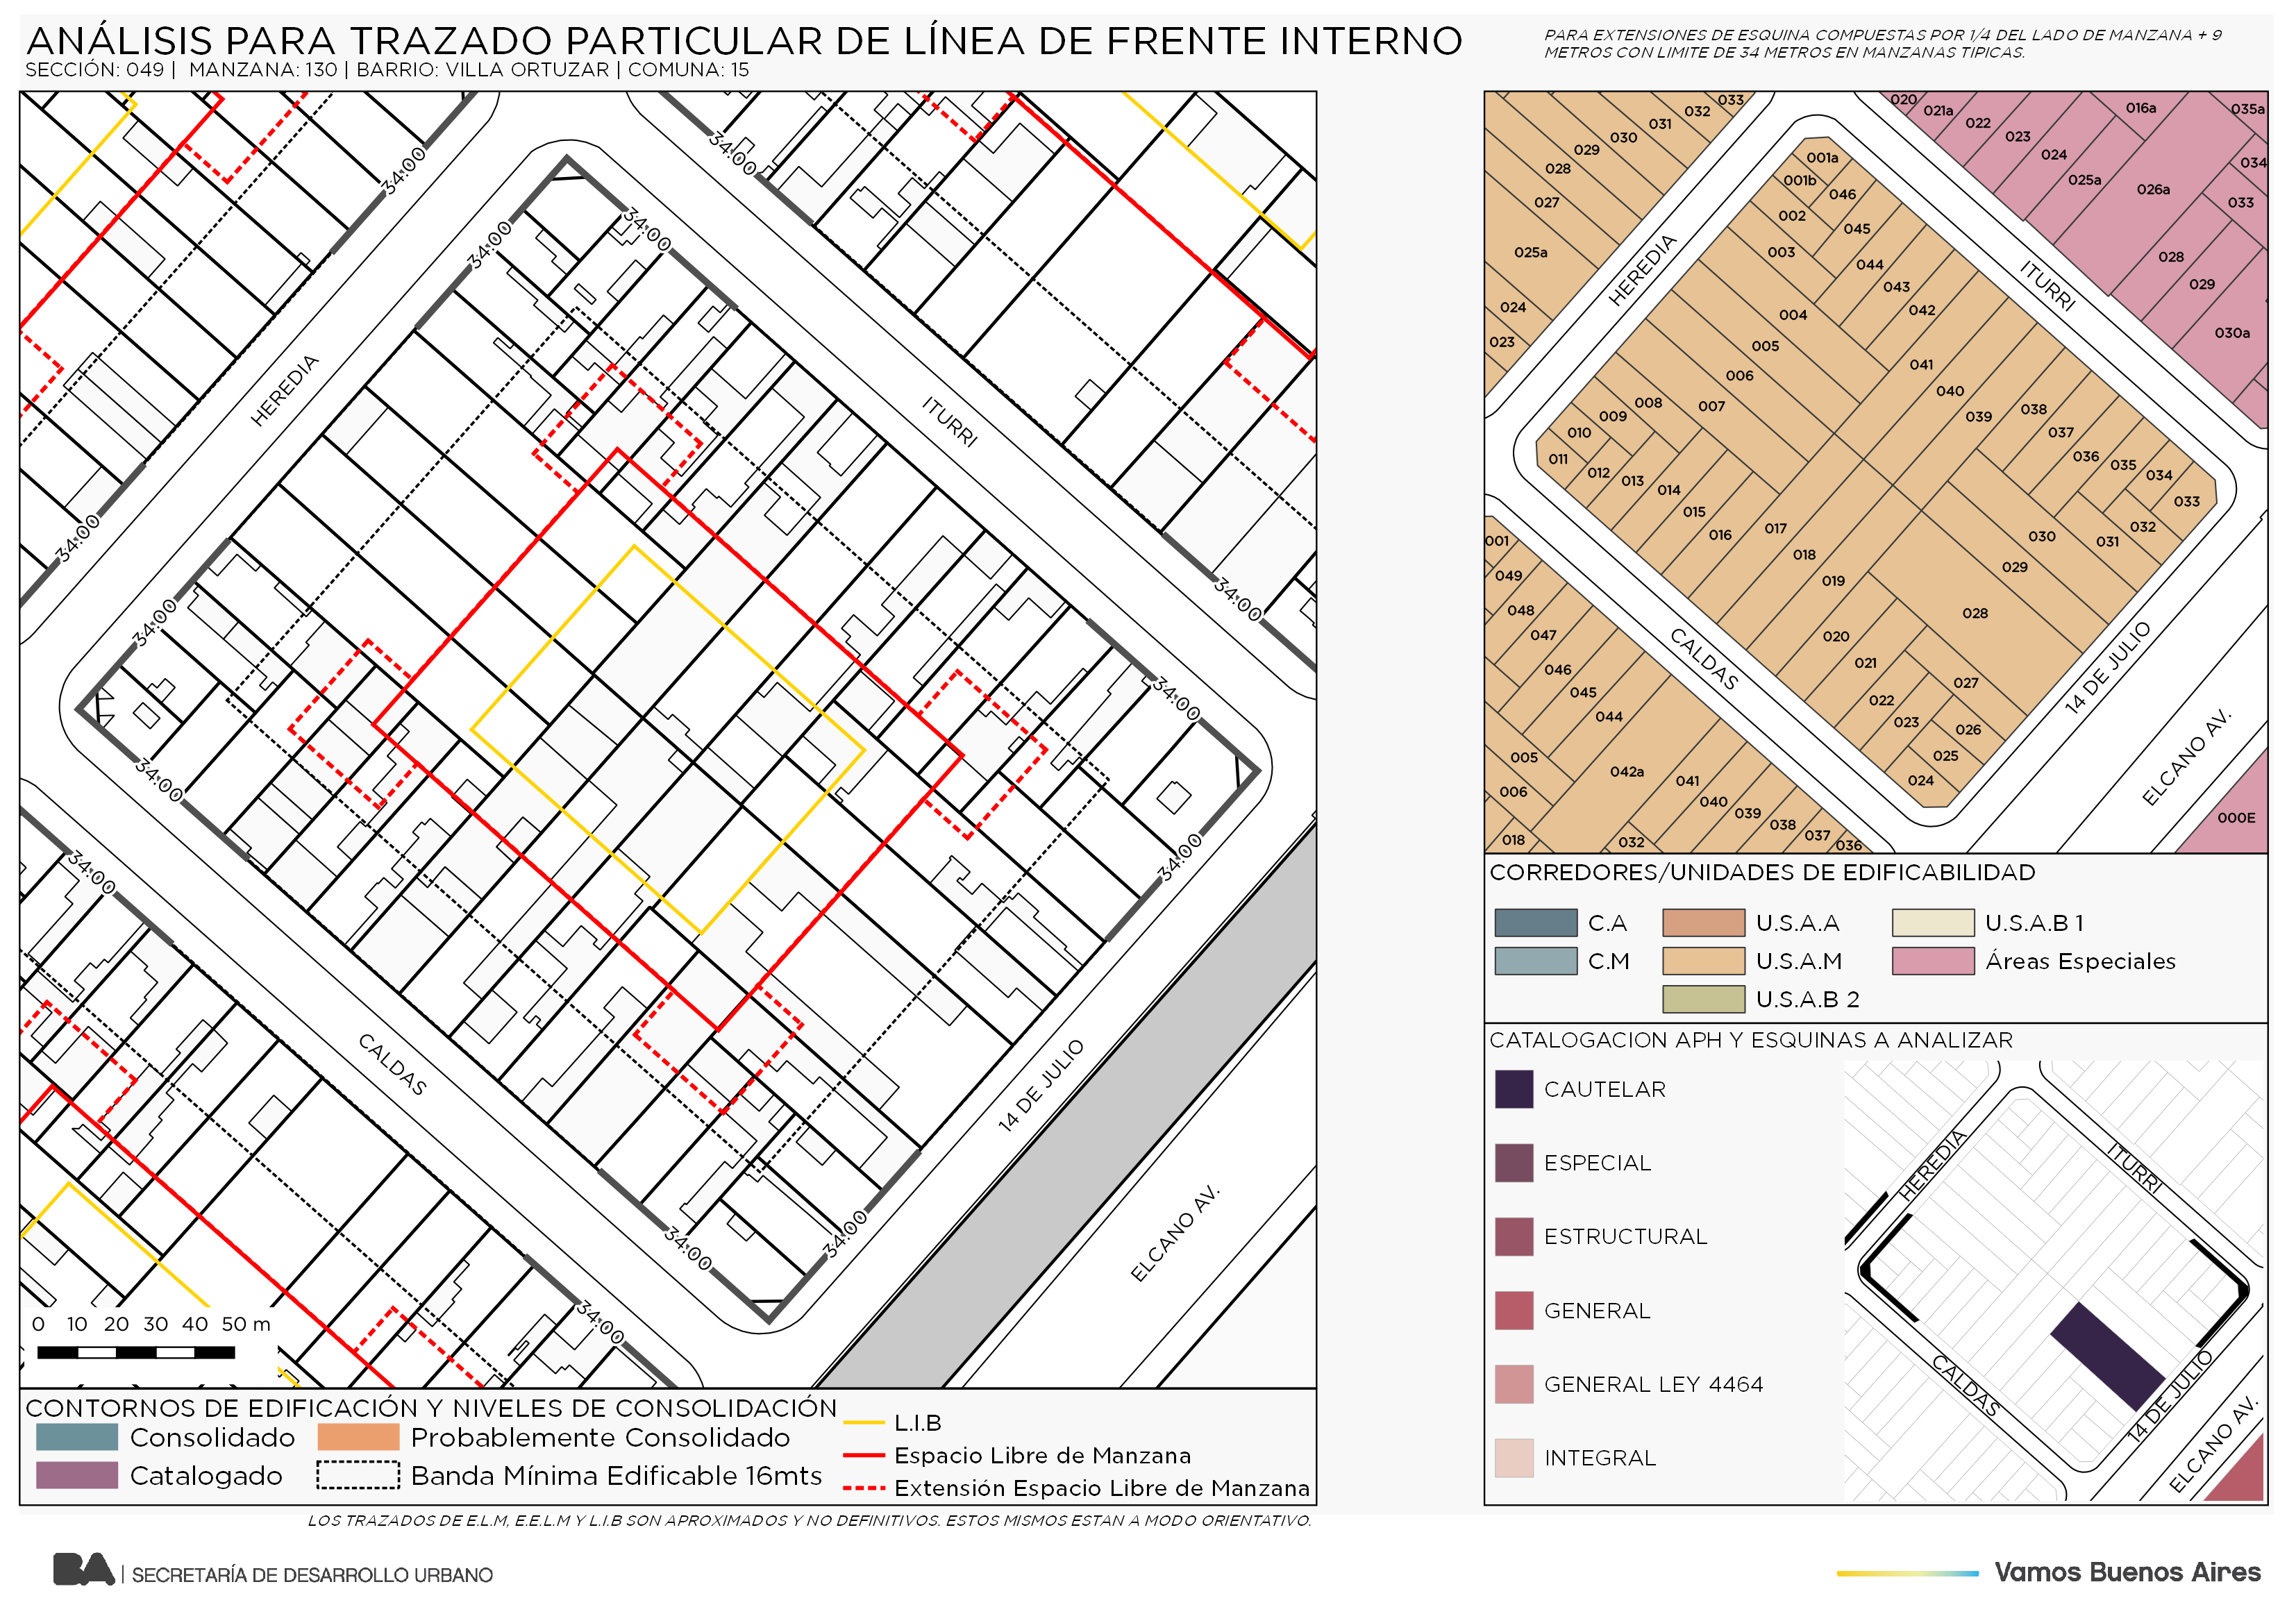 ANÁLISIS PARA TRAZADO PARTICULAR DE LÍNEA DE FRENTE INTERNO
SECCIÓN: 049 | MANZANA: 130 | BARRIO: VILLA ORTUZAR | COMUNA: 15
PARA EXTENSIONES DE ESQUINA COMPUESTAS POR 1/4 DEL LADO DE MANZANA + 9
METROS CON LIMITE DE 34 METROS EN MANZANAS TIPICAS.
34:00
34:00
34:00
34:00
34:00
HEREDIA
ITURRI
34:00
34:00
34:00
34:00
34:00
34:00
34:00
CALDAS
14 DE JULIO
34:00
34:00
34:00
ELCANO AV.
0 10 20 30 40 50 m
CONTORNOS DE EDIFICACIÓN Y NIVELES DE CONSOLIDACIÓN
Consolidado
Probablemente Consolidado
Catalogado
Banda Mínima Edificable 16mts
L.I.B
Espacio Libre de Manzana
Extensión Espacio Libre de Manzana
LOS TRAZADOS DE E.L.M, E.E.L.M Y L.I.B SON APROXIMADOS Y NO DEFINITIVOS. ESTOS MISMOS ESTAN A MODO ORIENTATIVO.
033
032
031
030
029
028
027
025a
024
023
020
021a
022
023
024
025a
016a
026a
035a
034
033
028
029
030a
HEREDIA
ITURRI
001a
001b
046
002
045
003
044
043
042
004
005
006
007
041
040
039
038
037
036
035
034
033
008
009
010
011
012
013
014
015
016
017
018
019
032
031
030
029
028
020
021
022
023
024
025
026
027
001
049
048
047
046
045
044
005
006
018
042a
041
040
039
038
037
036
032
CALDAS
14 DE JULIO
ELCANO AV.
000E
CORREDORES/UNIDADES DE EDIFICABILIDAD
C.A
U.S.A.A
U.S.A.B 1
C.M
U.S.A.M
Áreas Especiales
U.S.A.B 2
CATALOGACION APH Y ESQUINAS A ANALIZAR
CAUTELAR
ESPECIAL
ESTRUCTURAL
GENERAL
GENERAL LEY 4464
INTEGRAL
HEREDIA
ITURRI
CALDAS
14 DE JULIO
ELCANO AV.
BA | SECRETARÍA DE DESARROLLO URBANO
Vamos Buenos Aires